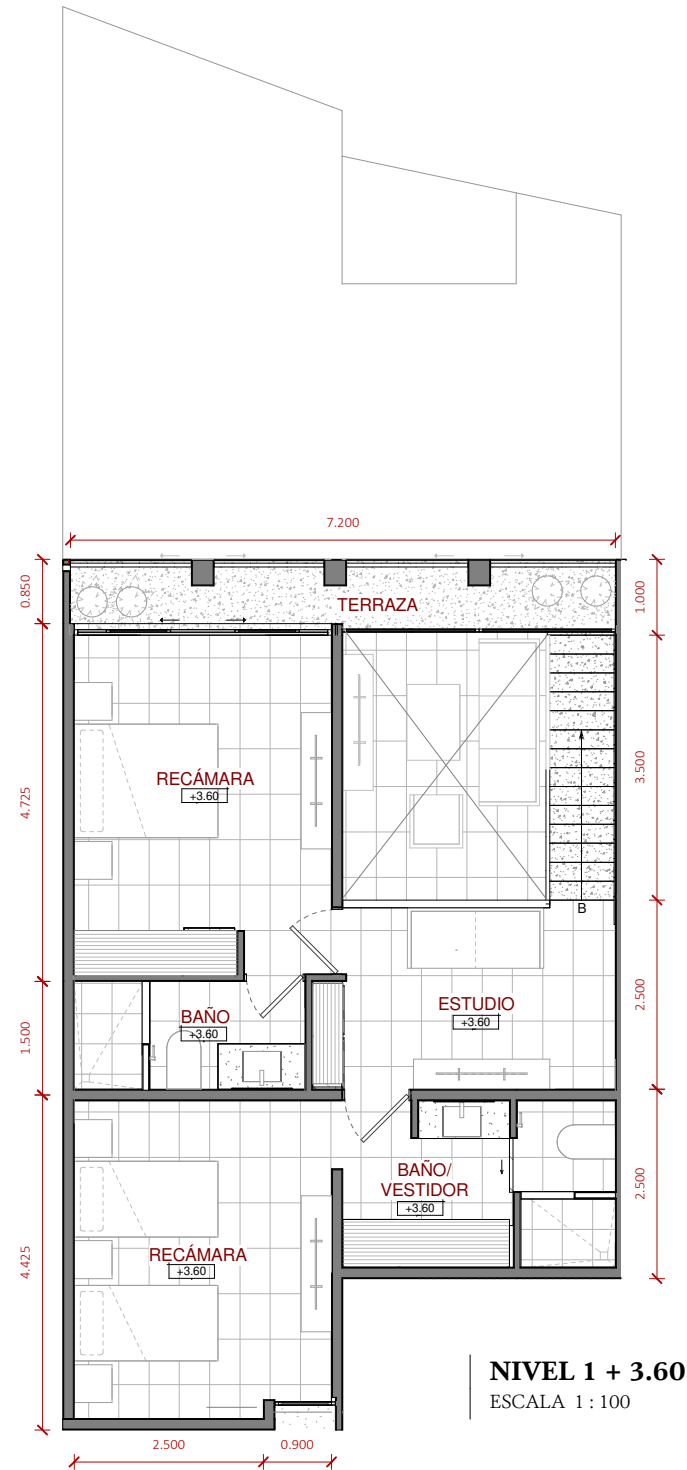 7.200
0.850
1.000
TERRAZA
4.725
3.500
RECÁMARA
+3.60
B
2.500
ESTUDIO
+3.60
1.500
BAÑO
+3.60
BAÑO/
VESTIDOR
+3.60
2.500
4.425
RECÁMARA
+3.60
NIVEL 1 + 3.60
ESCALA 1 : 100
2.500
0.900